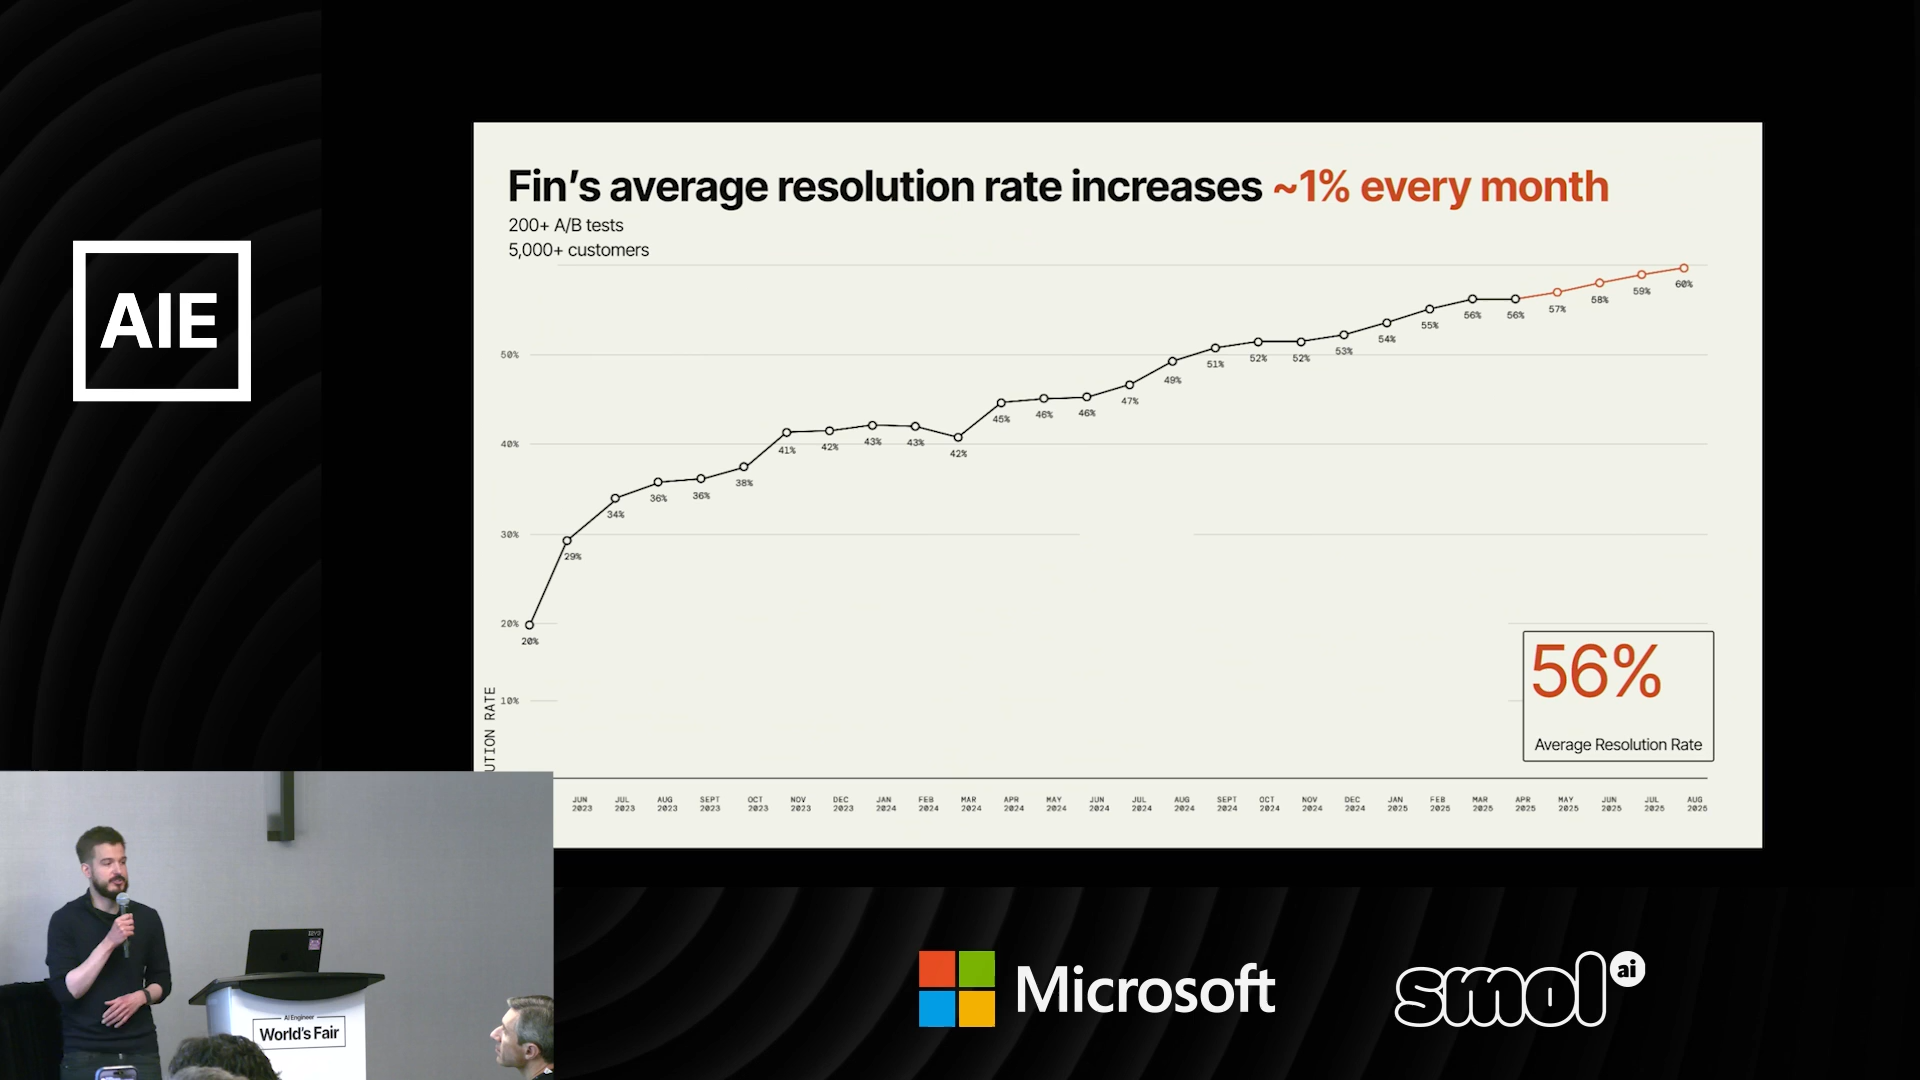 AIE
Fin's average resolution rate increases ~1% every month
200+ A/B tests
5,000+ customers
50%
40%
30%
20%
10%
UTION RATE
20%
29%
34%
36%
36%
38%
41%
42%
43%
43%
42%
45%
46%
46%
47%
49%
51%
52%
52%
53%
54%
55%
56%
56%
57%
58%
59%
60%
56%
Average Resolution Rate
JUN 2023
JUL 2023
AUG 2023
SEPT 2023
OCT 2023
NOV 2023
DEC 2023
JAN 2024
FEB 2024
MAR 2024
APR 2024
MAY 2024
JUN 2024
JUL 2024
AUG 2024
SEPT 2024
OCT 2024
NOV 2024
DEC 2024
JAN 2025
FEB 2025
MAR 2025
APR 2025
MAY 2025
JUN 2025
JUL 2025
AUG 2025
AI Engineer
World's Fair
Microsoft
smol ai